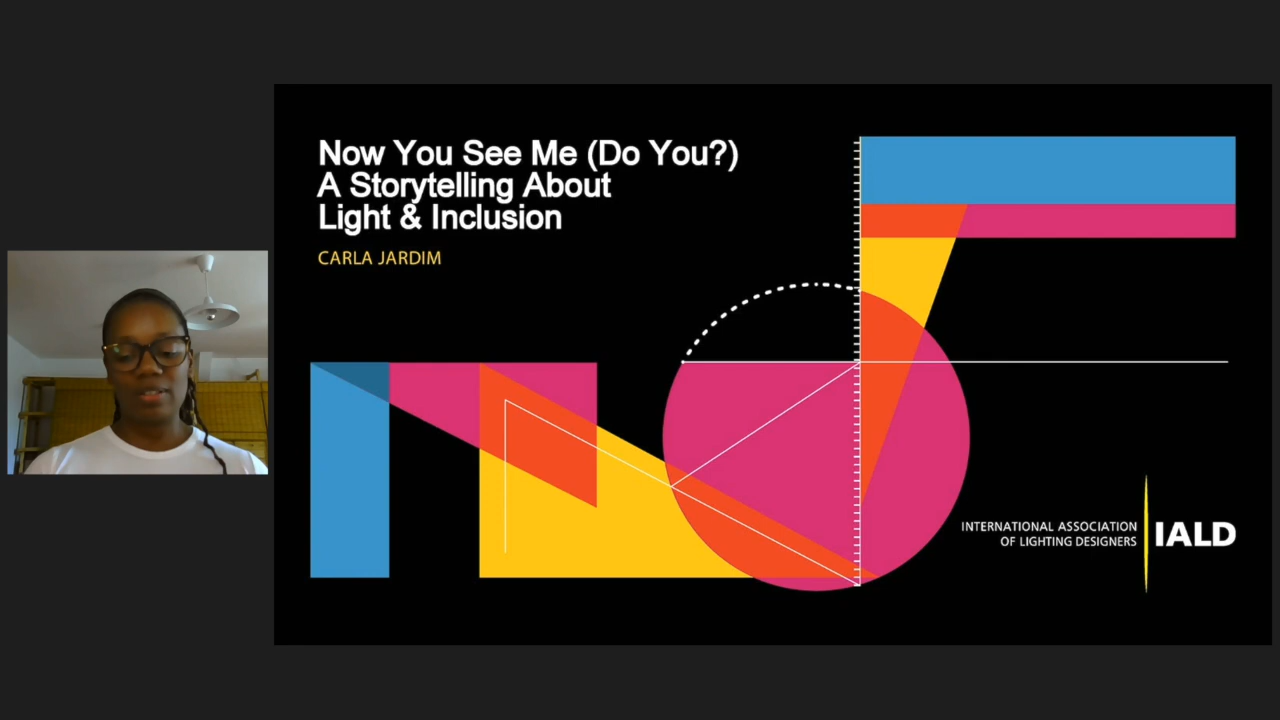 Now You See Me (Do You?)
A Storytelling About
Light & Inclusion
CARLA JARDIM
INTERNATIONAL ASSOCIATION
OF LIGHTING DESIGNERS
IALD